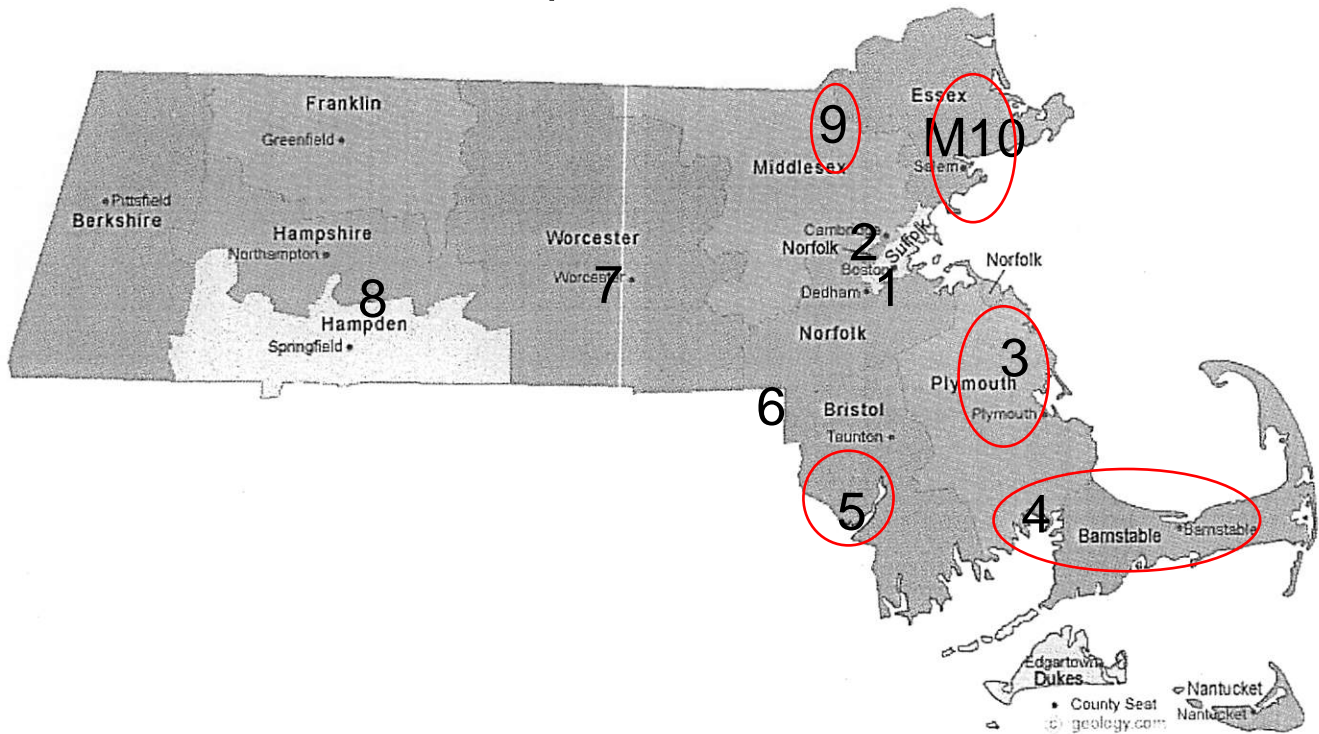 Franklin
Greenfield
Essex
9
M10
Middlesex
Salem
Pittsfield
Berkshire
Hampshire
Northampton
Worcester
Worcester
7
Cambridge
2
Norfolk
Suffolk
Boston
Norfolk
Dedham
1
8
Hampden
Springfield
Norfolk
3
Plymouth
Plymouth
6
Bristol
Taunton
5
4
Barnstable
Barnstable
Edgartown
Dukes
Nantucket
Nantucket
County Seat
© geology.com